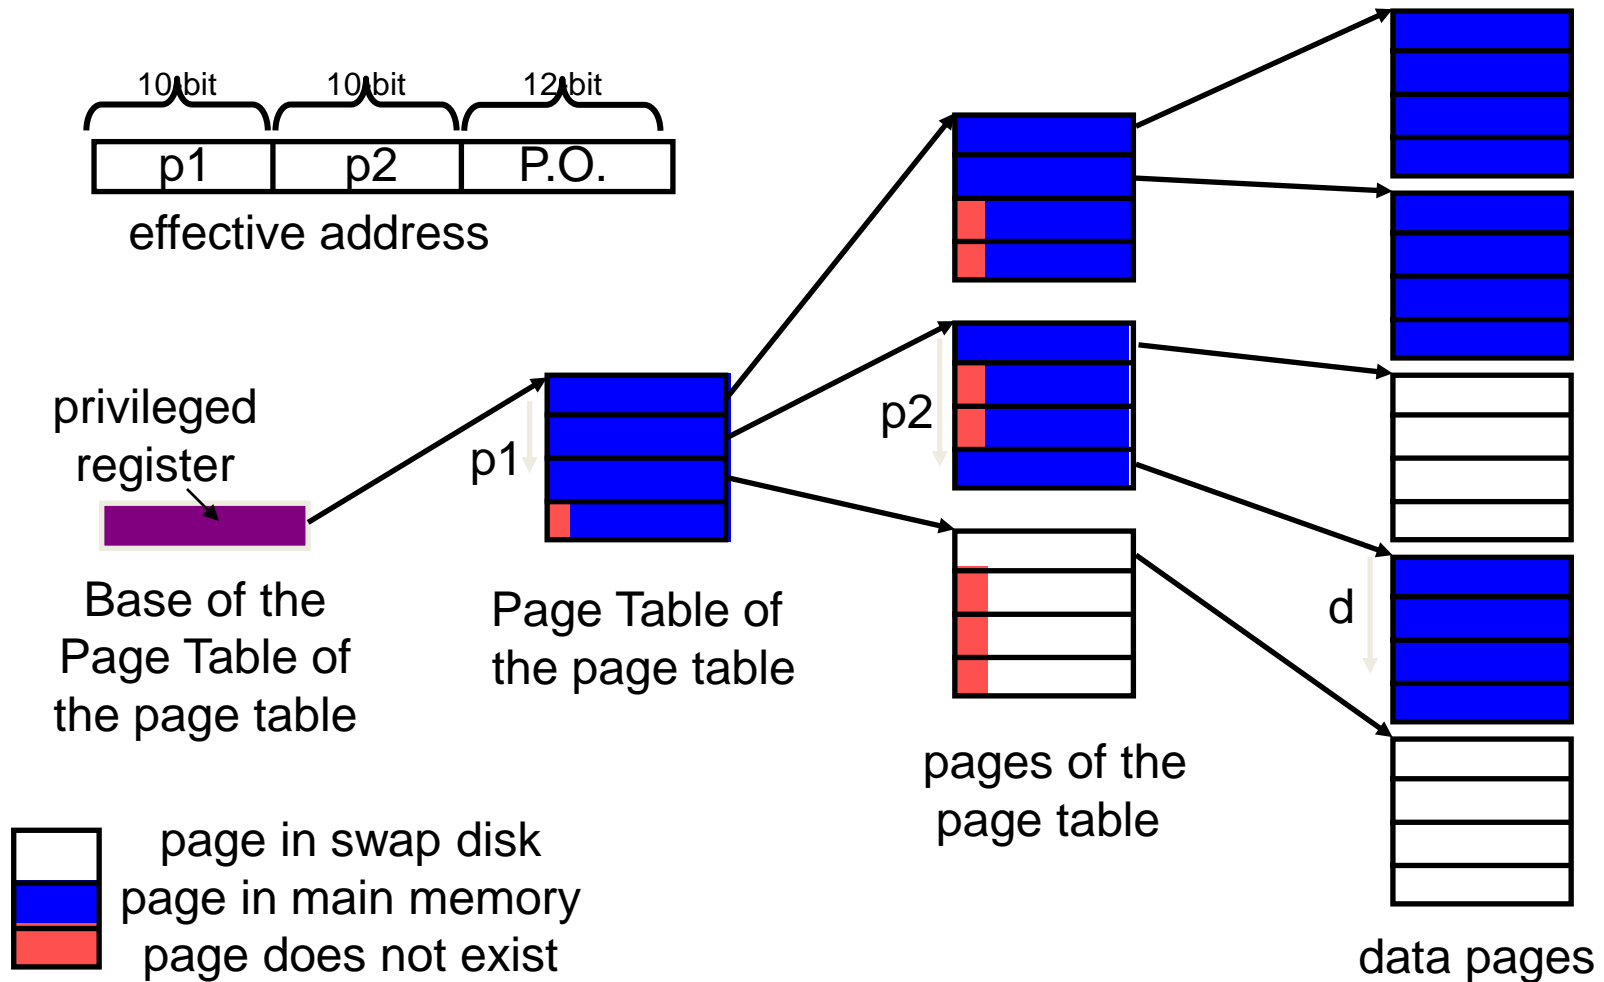 10-bit 10-bit 12-bit
p1 p2 P.O.
effective address
privileged
register
p1
p2
d
Base of the
Page Table of
the page table
Page Table of
the page table
pages of the
page table
data pages
page in swap disk
page in main memory
page does not exist